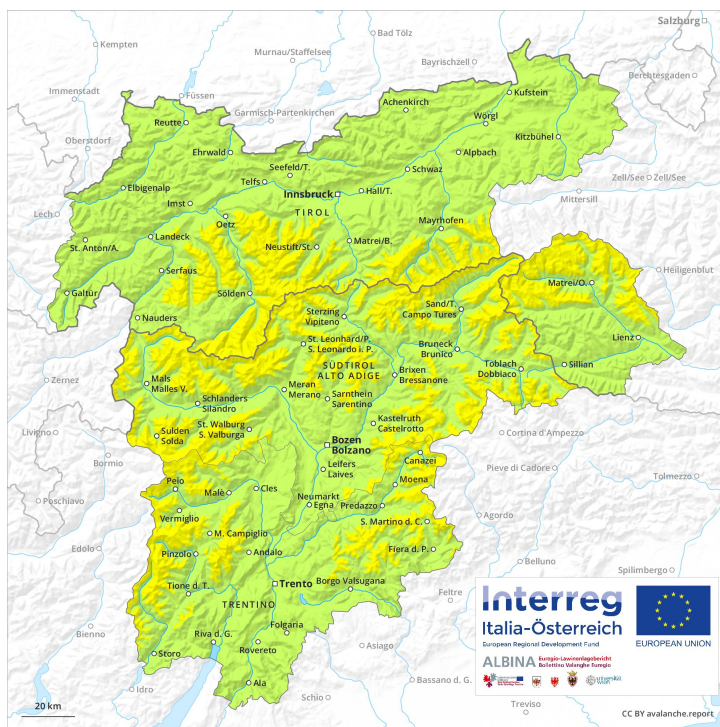 Salzburg
Kempten
Bad Tölz
Murnau/Staffelsee
Bayrischzell
Berchtesgaden
Immenstadt
Füssen
Kufstein
Achenkirch
Garmisch-Partenkirchen
Reutte
Wörgl
Oberstdorf
Kitzbühel
Ehrwald
Alpbach
Seefeld/T.
Schwaz
Telfs
Zell/See
Zell/See
Elbigenalp
Innsbruck
Hall/T.
Mittersill
Imst
Lech
TIROL
Oetz
Mayrhofen
Landeck
Neustift/St.
Matrei/B.
St. Anton/A.
Serfaus
Heiligenblut
Matrei/O.
Galtür
Sölden
Sand/T.
Campo Tures
Nauders
Sterzing
Vipiteno
Lienz
St. Leonhard/P.
S. Leonardo i. P.
Bruneck
Brunico
SÜDTIROL
ALTO ADIGE
Toblach
Dobbiaco
Sillian
Brixen
Bressanone
Zernez
Mals
Malles V.
Meran
Merano
Schlanders
Silandro
Sarnthein
Sarentino
St. Walburg
S. Valburga
Kastelruth
Castelrotto
Livigno
Sulden
Solda
Cortina d'Ampezzo
Bozen
Bolzano
Bormio
Canazei
Leifers
Laives
Pieve di Cadore
Tolmezzo
Peio
Moena
Poschiavo
Malè
Cles
Neumarkt
Egna
Predazzo
Vermiglio
Agordo
S. Martino d. C.
M. Campiglio
Edolo
Pinzolo
Andalo
Fiera d. P.
Belluno
Spilimbergo
Trento
Borgo Valsugana
Tione d. T.
Feltre
TRENTINO
Bienno
Folgaria
Riva d. G.
Rovereto
Asiago
Storo
Idro
Ala
Schio
Bassano d. G.
Treviso
Interreg
Italia-Österreich
European Regional Development Fund
EUROPEAN UNION
ALBINA
Euregio-Lawinenlagebericht
Bollettino Valanghe Euregio
universität
wien
20 km
CC BY avalanche.report